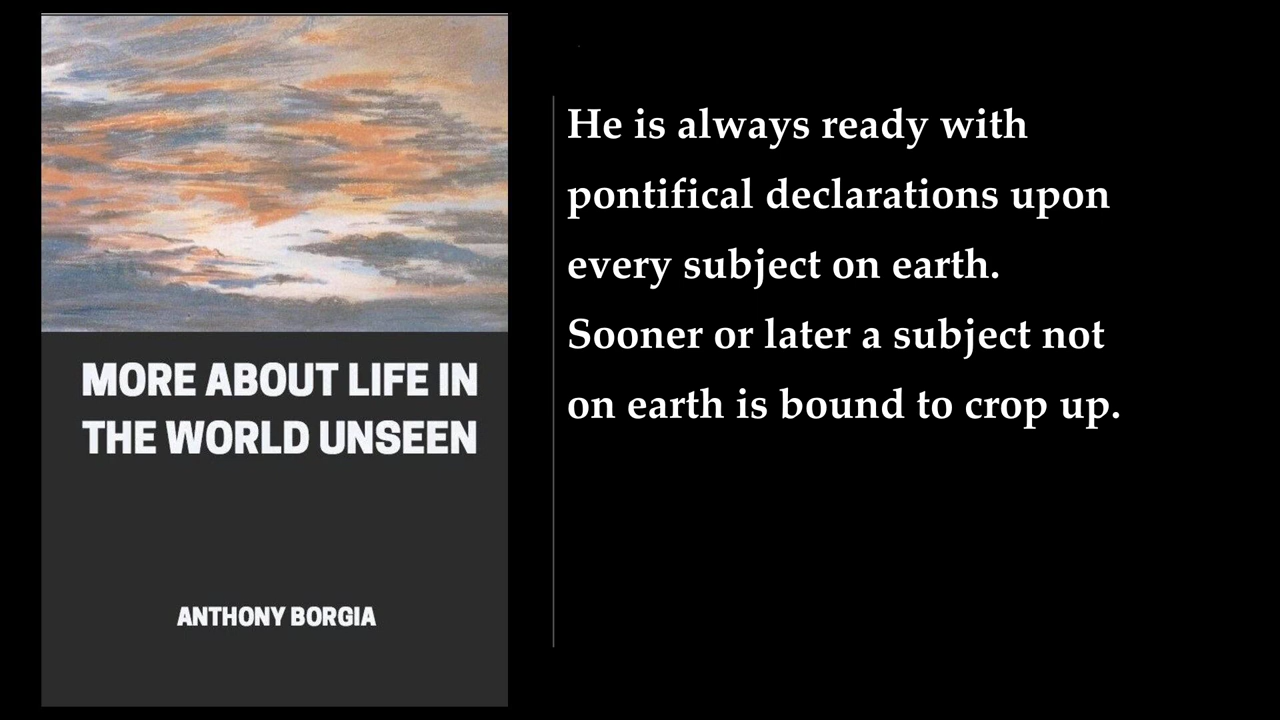 MORE ABOUT LIFE IN
THE WORLD UNSEEN
ANTHONY BORGIA
He is always ready with
pontifical declarations upon
every subject on earth.
Sooner or later a subject not
on earth is bound to crop up.